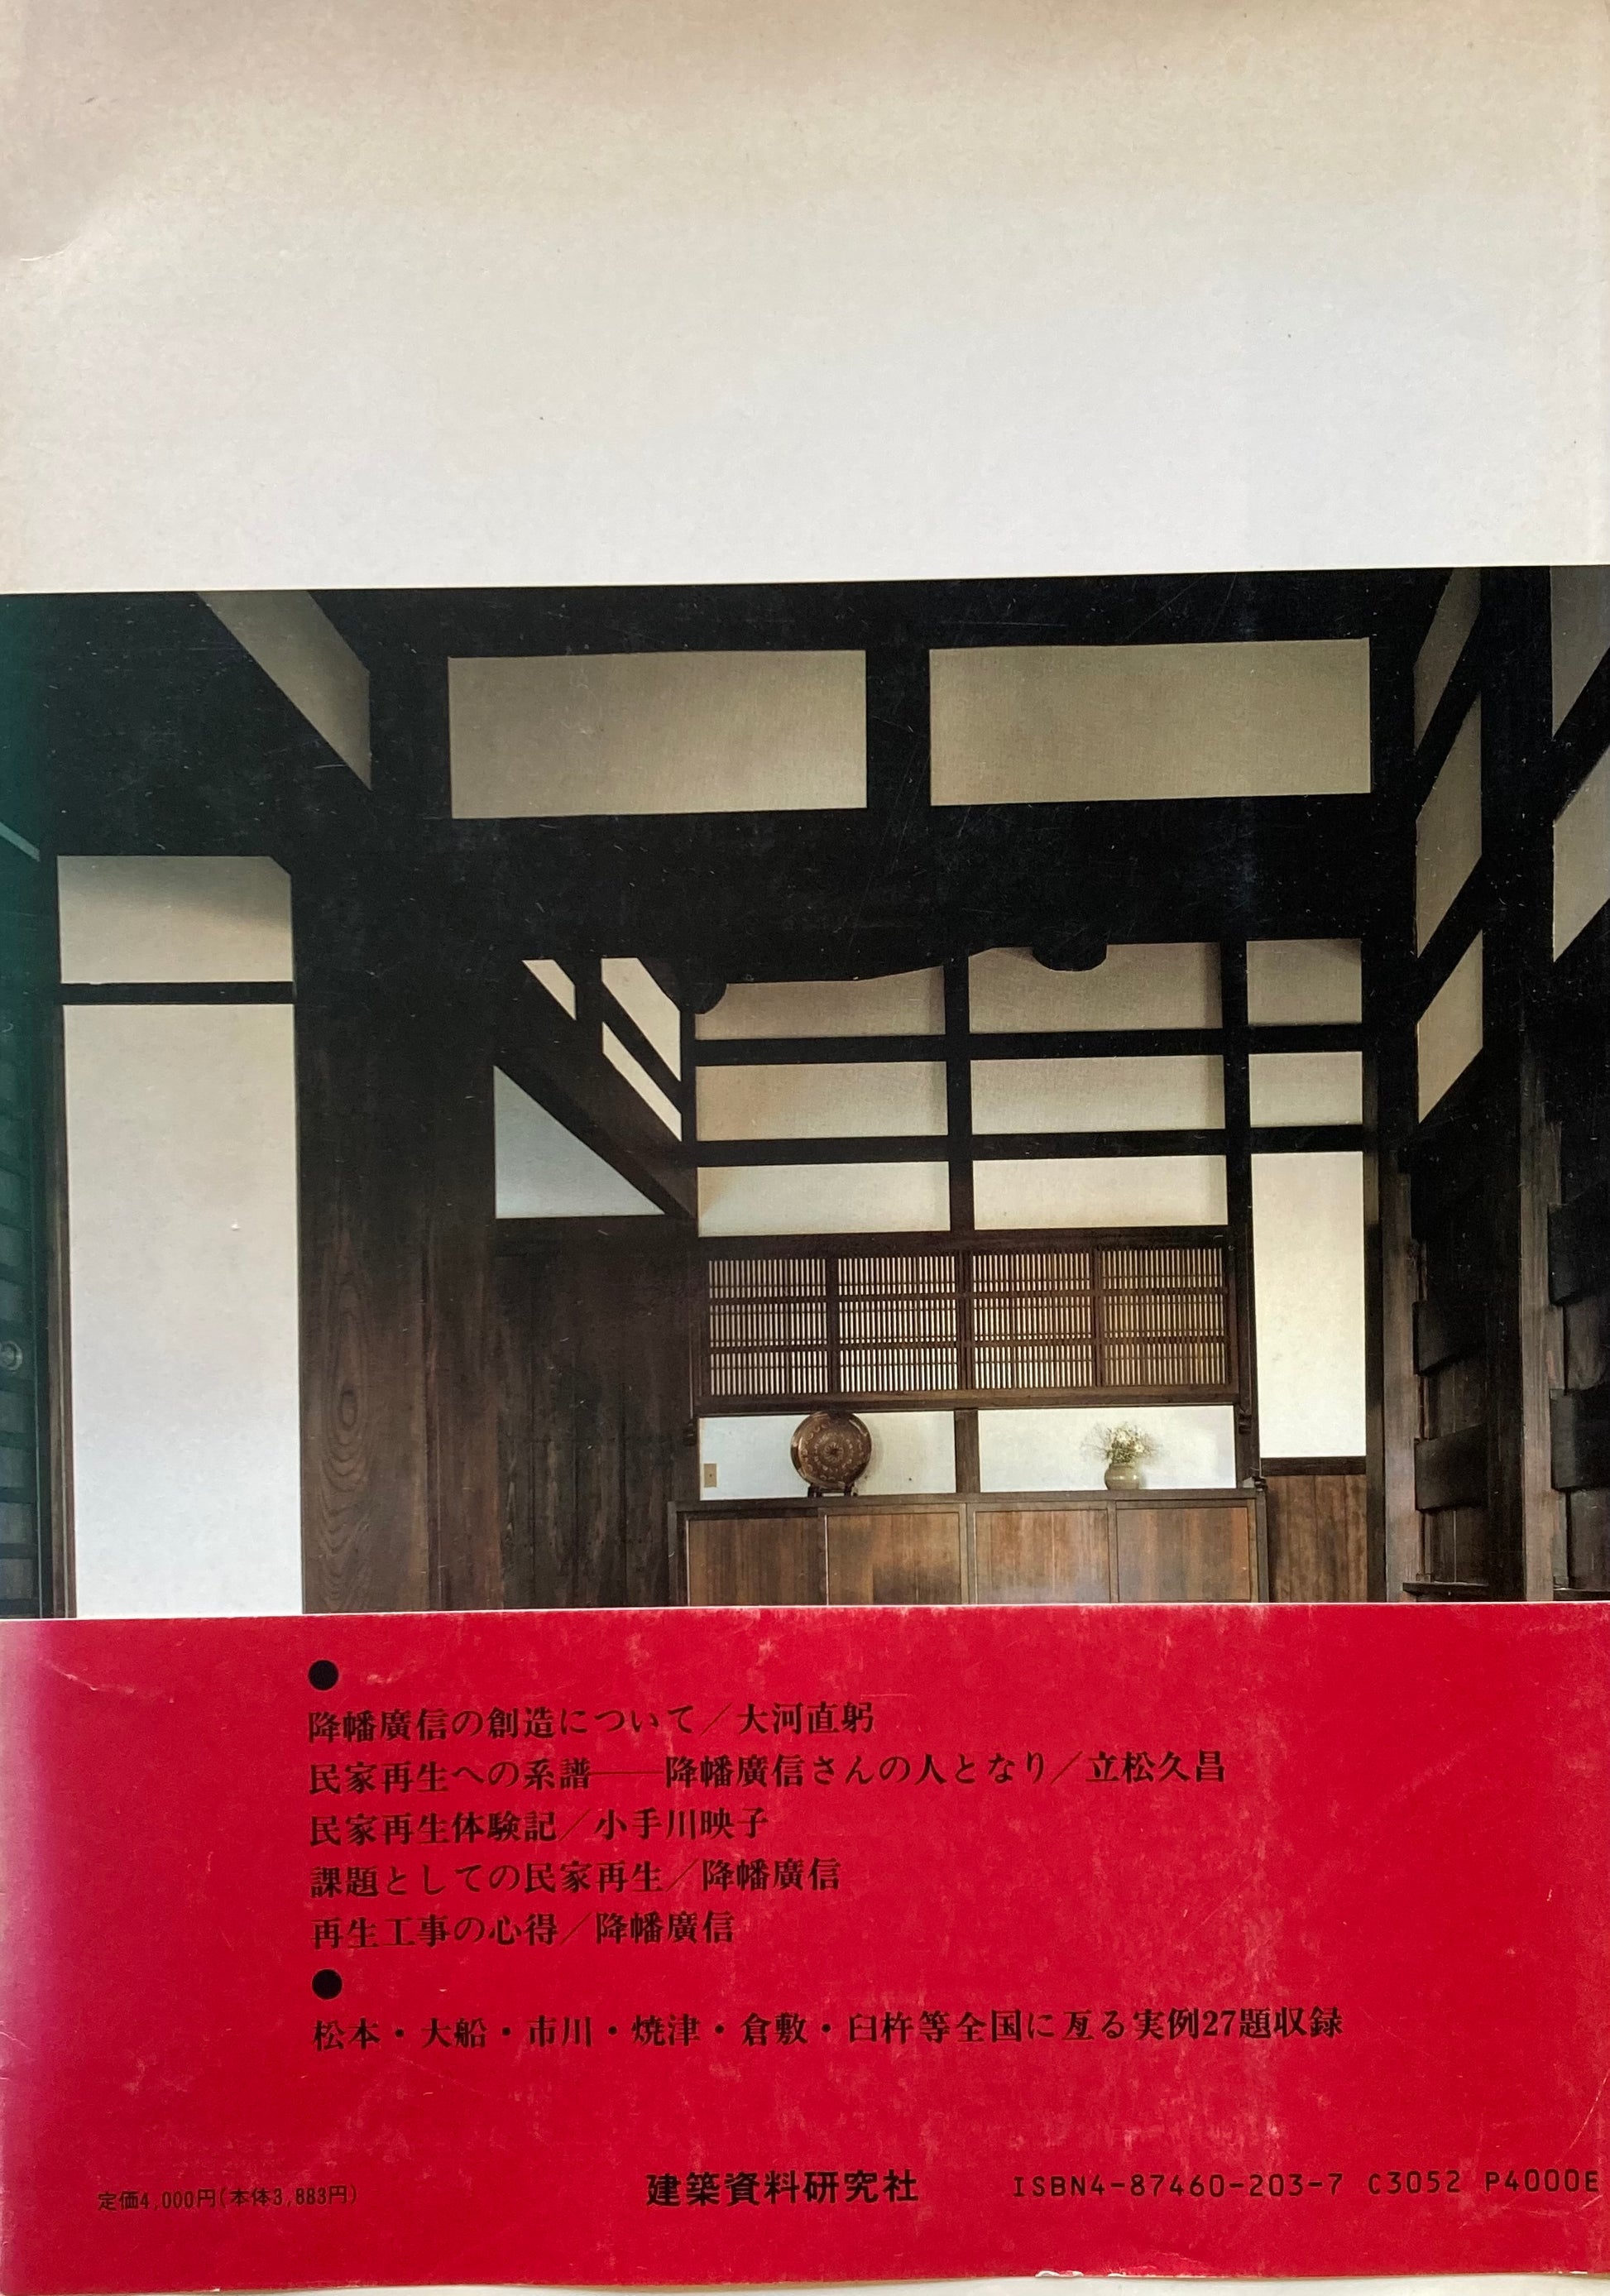 ●
降幡廣信の創造について／大河直躬
民家再生への系譜──降幡廣信さんの人となり／立松久昌
民家再生体験記／小手川映子
課題としての民家再生／降幡廣信
再生工事の心得／降幡廣信
●
松本・大船・市川・焼津・倉敷・臼杵等全国に亙る実例27題収録
定価4,000円(本体3,883円)
建築資料研究社
ISBN4-87460-203-7 C3052 P4000E